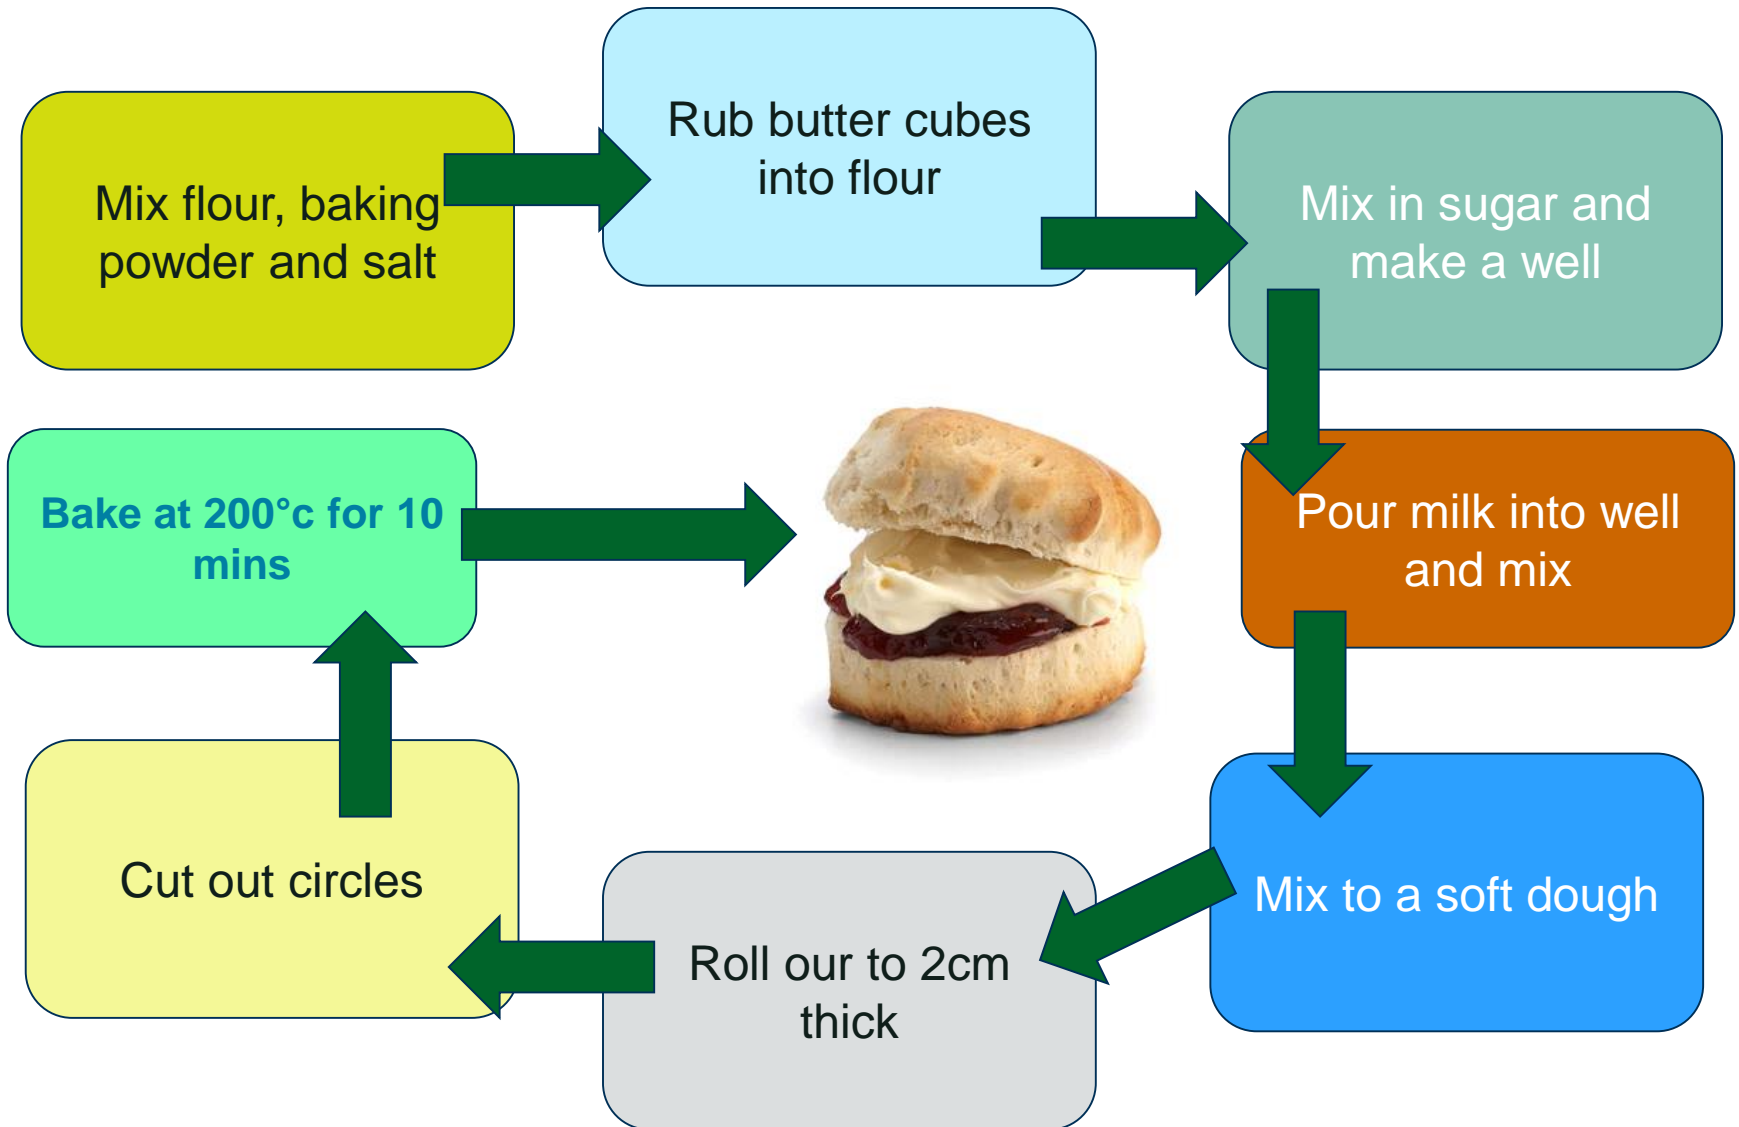 Mix flour, baking
powder and salt
Rub butter cubes
into flour
Mix in sugar and
make a well
Pour milk into well
and mix
Mix to a soft dough
Roll our to 2cm
thick
Cut out circles
Bake at 200°c for 10
mins